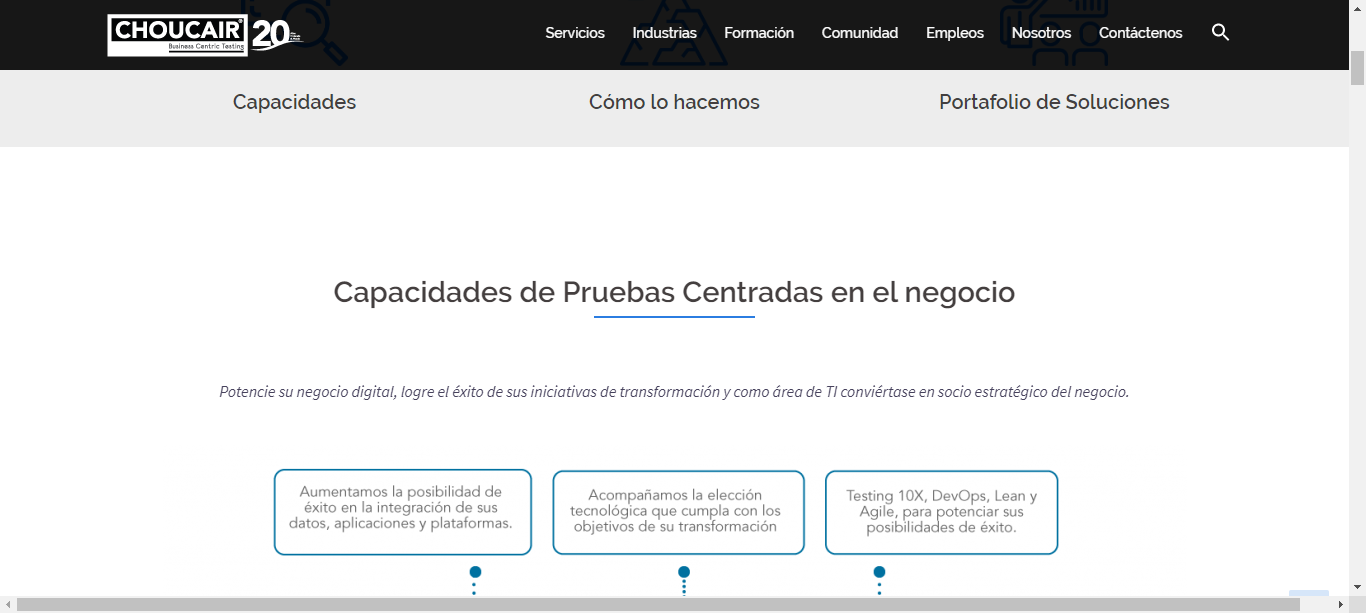 CHOUCAIR®
Business Centric Testing
20
Servicios
Industrias
Formación
Comunidad
Empleos
Nosotros
Contáctenos
Capacidades
Cómo lo hacemos
Portafolio de Soluciones
Capacidades de Pruebas Centradas en el negocio
Potencie su negocio digital, logre el éxito de sus iniciativas de transformación y como área de TI conviértase en socio estratégico del negocio.
Aumentamos la posibilidad de
éxito en la integración de sus
datos, aplicaciones y plataformas.
Acompañamos la elección
tecnológica que cumpla con los
objetivos de su transformación
Testing 10X, DevOps, Lean y
Agile, para potenciar sus
posibilidades de éxito.